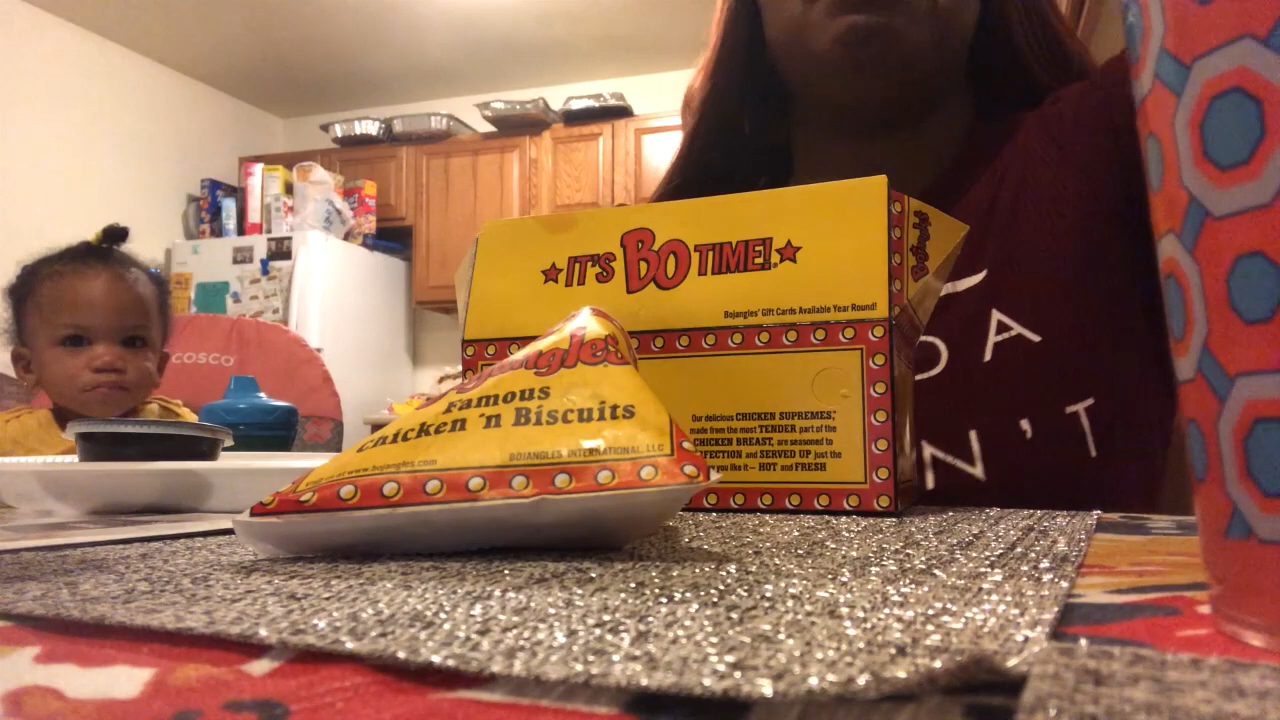 IT'S BO TIME!
Bojangles' Gift Cards Available Year Round!
Bojangles
COSCO
Bojangles
Famous
Chicken 'n Biscuits
www.bojangles.com
BOJANGLES' INTERNATIONAL, LLC
Our delicious CHICKEN SUPREMES,
made from the most TENDER part of the
CHICKEN BREAST, are seasoned to
FECTION and SERVED UP just the
you like it — HOT and FRESH
DA
N'T